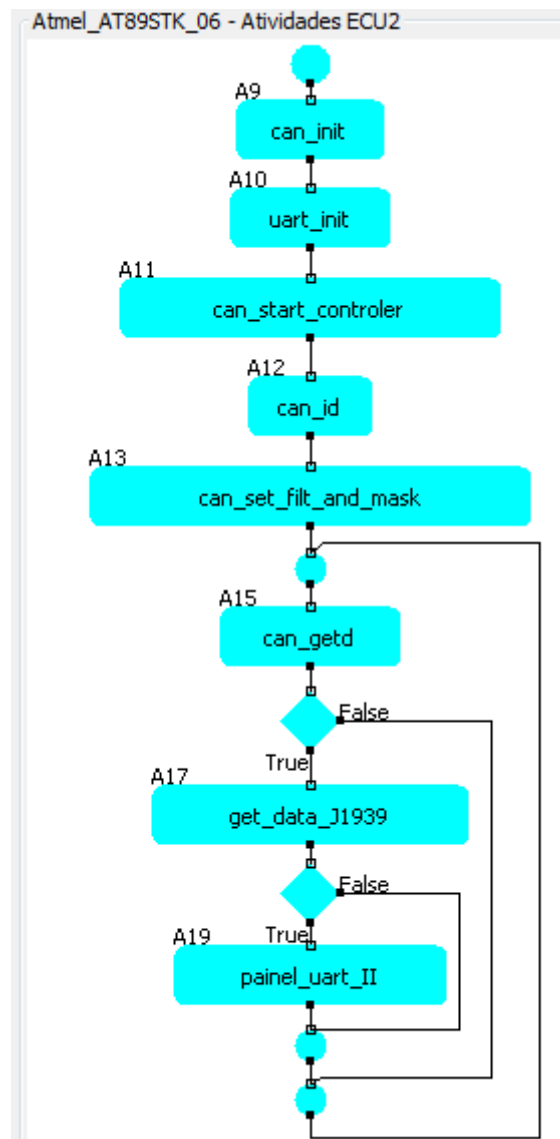 Atmel_AT89STK_06 - Atividades ECU2
A9
can_init
A10
uart_init
A11
can_start_controler
A12
can_id
A13
can_set_filt_and_mask
A15
can_getd
False
True
A17
get_data_J1939
False
True
A19
painel_uart_II